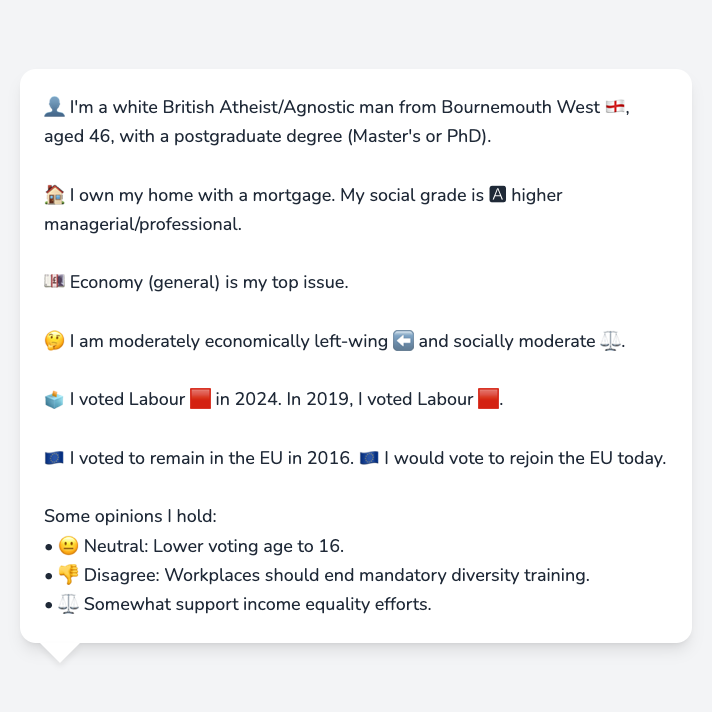 👤 I'm a white British Atheist/Agnostic man from Bournemouth West 🏴󠁧󠁢󠁥󠁮󠁧󠁿,
aged 46, with a postgraduate degree (Master's or PhD).
🏠 I own my home with a mortgage. My social grade is 🅰 higher
managerial/professional.
💷 Economy (general) is my top issue.
🤔 I am moderately economically left-wing ⬅️ and socially moderate ⚖️.
🗳️ I voted Labour 🟥 in 2024. In 2019, I voted Labour 🟥.
🇪🇺 I voted to remain in the EU in 2016. 🇪🇺 I would vote to rejoin the EU today.
Some opinions I hold:
• 😐 Neutral: Lower voting age to 16.
• 👎 Disagree: Workplaces should end mandatory diversity training.
• ⚖️ Somewhat support income equality efforts.